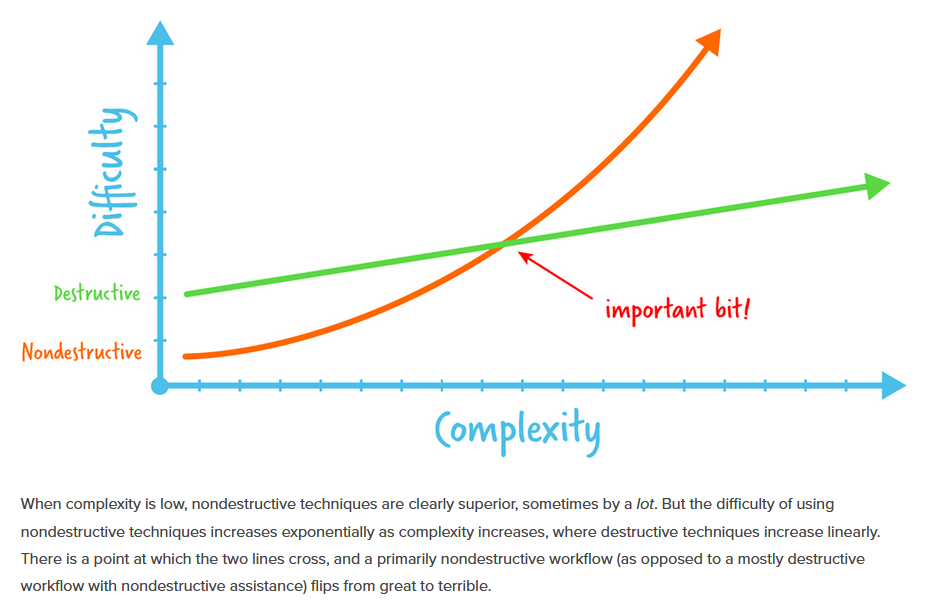 Difficulty
Destructive
important bit!
Nondestructive
Complexity
When complexity is low, nondestructive techniques are clearly superior, sometimes by a lot. But the difficulty of using
nondestructive techniques increases exponentially as complexity increases, where destructive techniques increase linearly.
There is a point at which the two lines cross, and a primarily nondestructive workflow (as opposed to a mostly destructive
workflow with nondestructive assistance) flips from great to terrible.